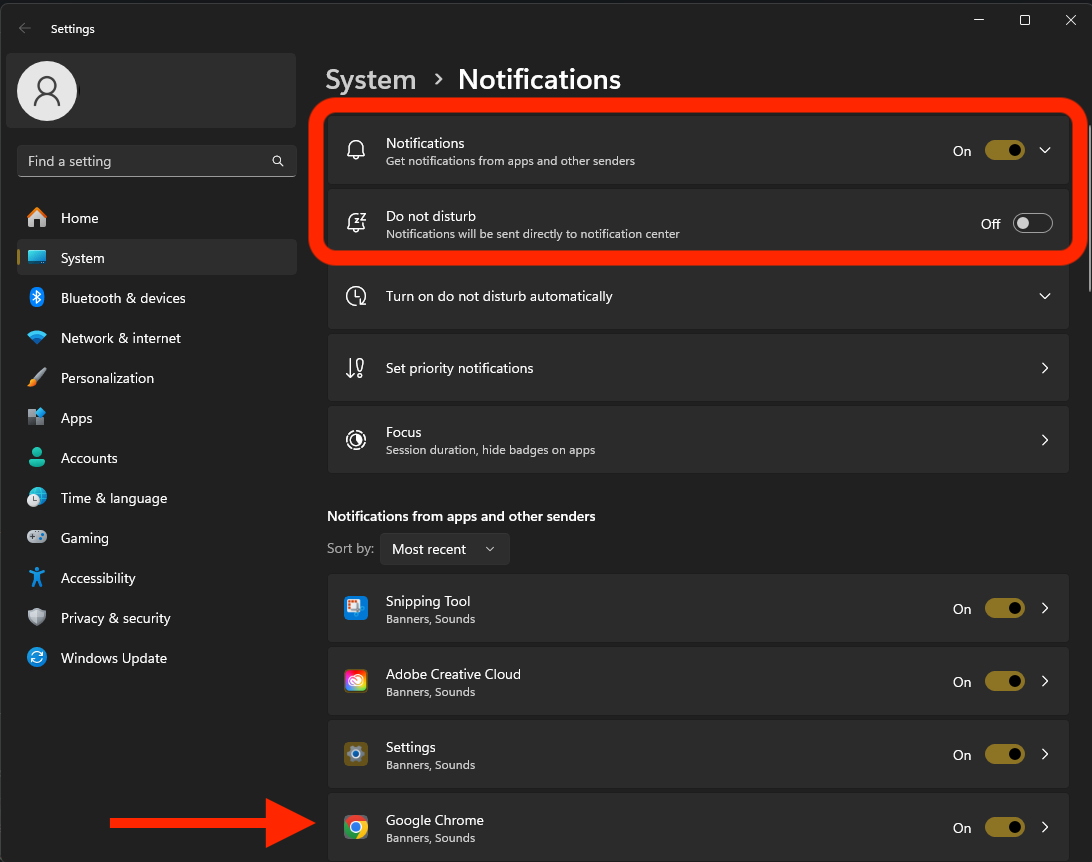 Settings
System > Notifications
Find a setting
Home
System
Bluetooth & devices
Network & internet
Personalization
Apps
Accounts
Time & language
Gaming
Accessibility
Privacy & security
Windows Update
Notifications
Get notifications from apps and other senders
On
Do not disturb
Notifications will be sent directly to notification center
Off
Turn on do not disturb automatically
Set priority notifications
Focus
Session duration, hide badges on apps
Notifications from apps and other senders
Sort by: Most recent
Snipping Tool
Banners, Sounds
On
Adobe Creative Cloud
Banners, Sounds
On
Settings
Banners, Sounds
On
Google Chrome
Banners, Sounds
On